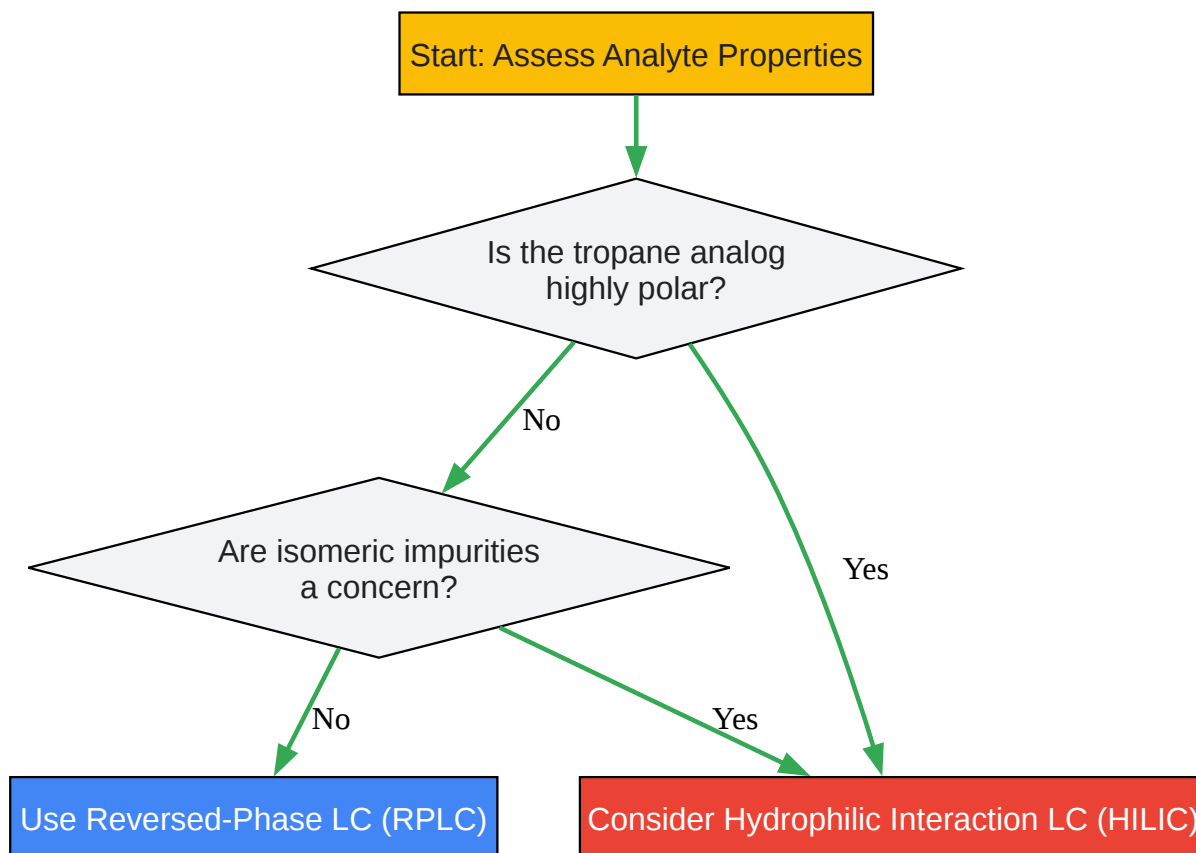 Start: Assess Analyte Properties
Is the tropane analog
highly polar?
No
Are isomeric impurities
a concern?
Yes
No
Yes
Use Reversed-Phase LC (RPLC)
Consider Hydrophilic Interaction LC (HILIC)